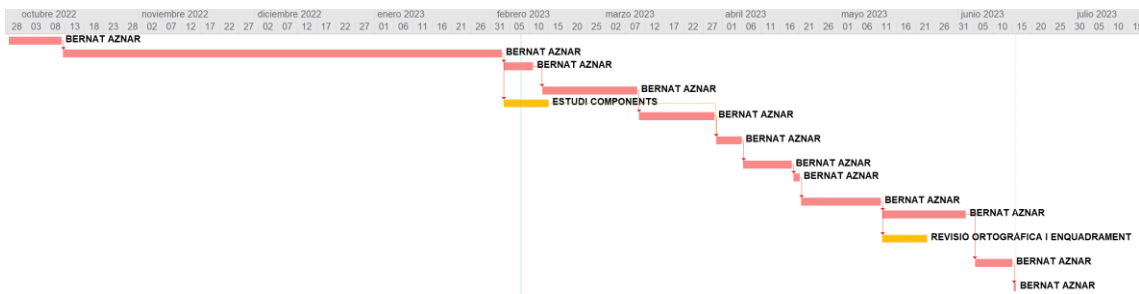 octubre 2022 noviembre 2022 diciembre 2022 enero 2023 febrero 2023 marzo 2023 abril 2023 mayo 2023 junio 2023 julio 2023
28 03 08 13 18 23 28 02 07 12 17 22 27 02 07 12 17 22 27 01 06 11 16 21 26 31 05 10 15 20 25 02 07 12 17 22 27 01 06 11 16 21 26 01 06 11 16 21 26 31 05 10 15 20 25 30 05 10 15
BERNAT AZNAR
BERNAT AZNAR
BERNAT AZNAR
BERNAT AZNAR
ESTUDI COMPONENTS
BERNAT AZNAR
BERNAT AZNAR
BERNAT AZNAR
BERNAT AZNAR
BERNAT AZNAR
BERNAT AZNAR
REVISIÓ ORTOGRÀFICA I ENQUADRAMENT
BERNAT AZNAR
BERNAT AZNAR